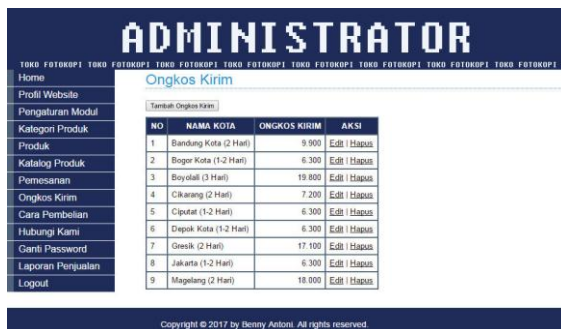 ADMINISTRATOR
TOKO FOTOKOPI TOKO FOTOKOPI TOKO FOTOKOPI TOKO FOTOKOPI TOKO FOTOKOPI TOKO FOTOKOPI TOKO FOTOKOPI TOKO FOTOKOPI
Home
Profil Website
Pengaturan Modul
Kategori Produk
Produk
Katalog Produk
Pemesanan
Ongkos Kirim
Cara Pembelian
Hubungi Kami
Ganti Password
Laporan Penjualan
Logout
Ongkos Kirim
Tambah Ongkos Kirim
NO NAMA KOTA ONGKOS KIRIM AKSI
1 Bandung Kota (2 Hari) 9.900 Edit | Hapus
2 Bogor Kota (1-2 Hari) 6.300 Edit | Hapus
3 Boyolali (3 Hari) 19.800 Edit | Hapus
4 Cikarang (2 Hari) 7.200 Edit | Hapus
5 Ciputat (1-2 Hari) 6.300 Edit | Hapus
6 Depok Kota (1-2 Hari) 6.300 Edit | Hapus
7 Gresik (2 Hari) 17.100 Edit | Hapus
8 Jakarta (1-2 Hari) 6.300 Edit | Hapus
9 Magelang (2 Hari) 18.000 Edit | Hapus
Copyright © 2017 by Benny Antoni. All rights reserved.